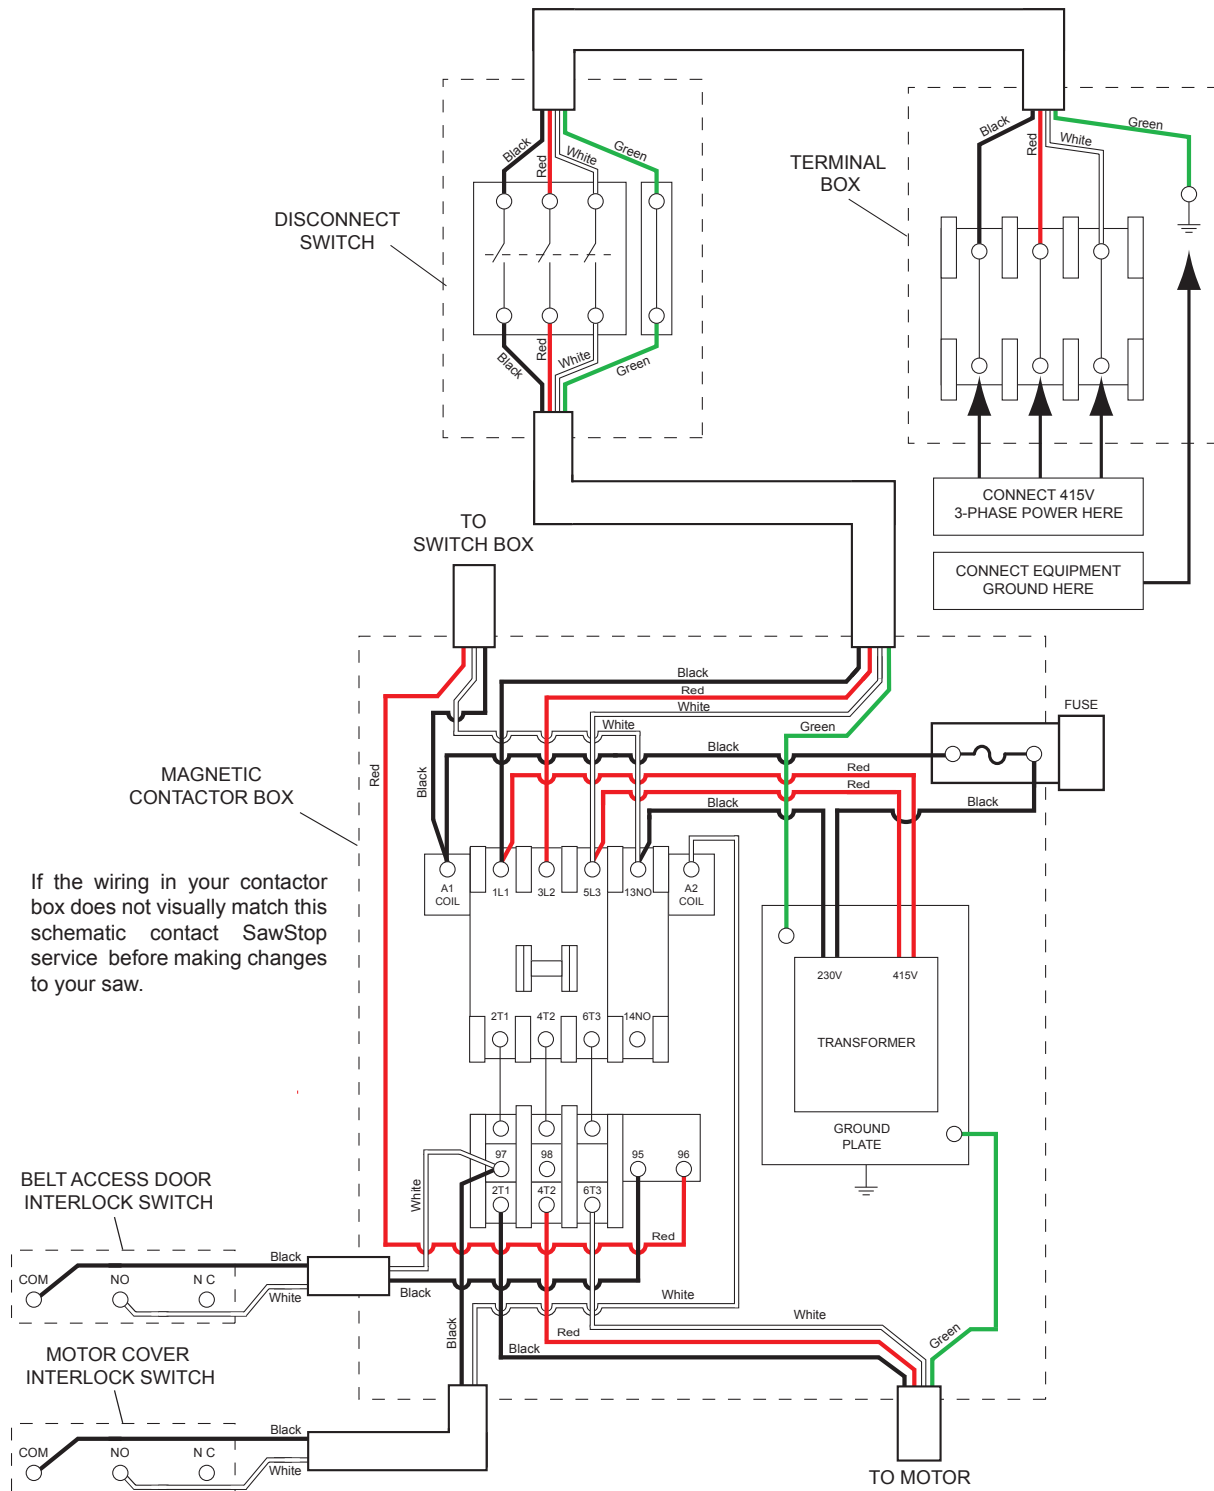 Black
Red
White
Green
DISCONNECT
SWITCH
Black
Red
White
Green
TERMINAL
BOX
Black
Red
White
Green
CONNECT 415V
3-PHASE POWER HERE
CONNECT EQUIPMENT
GROUND HERE
TO
SWITCH BOX
Black
Red
White
White
Green
FUSE
MAGNETIC
CONTACTOR BOX
Red
Black
Black
Red
Red
Black
Black
If the wiring in your contactor
box does not visually match this
schematic contact SawStop
service before making changes
to your saw.
A1
COIL
1L1
3L2
5L3
13NO
A2
COIL
2T1
4T2
6T3
14NO
230V
415V
TRANSFORMER
GROUND
PLATE
97
98
95
96
2T1
4T2
6T3
White
Red
BELT ACCESS DOOR
INTERLOCK SWITCH
COM
NO
N C
Black
White
Black
White
Black
White
Red
Black
Green
MOTOR COVER
INTERLOCK SWITCH
COM
NO
N C
Black
White
TO MOTOR